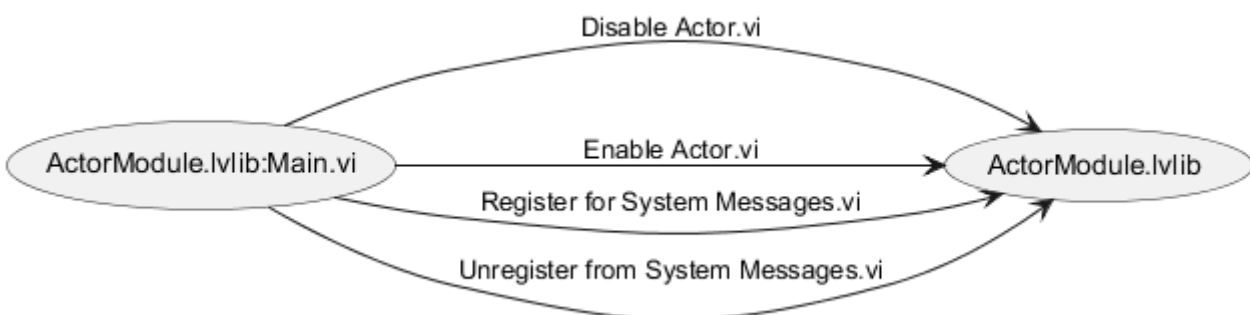 Disable Actor.vi
ActorModule.lvlib:Main.vi
Enable Actor.vi
ActorModule.lvlib
Register for System Messages.vi
Unregister from System Messages.vi